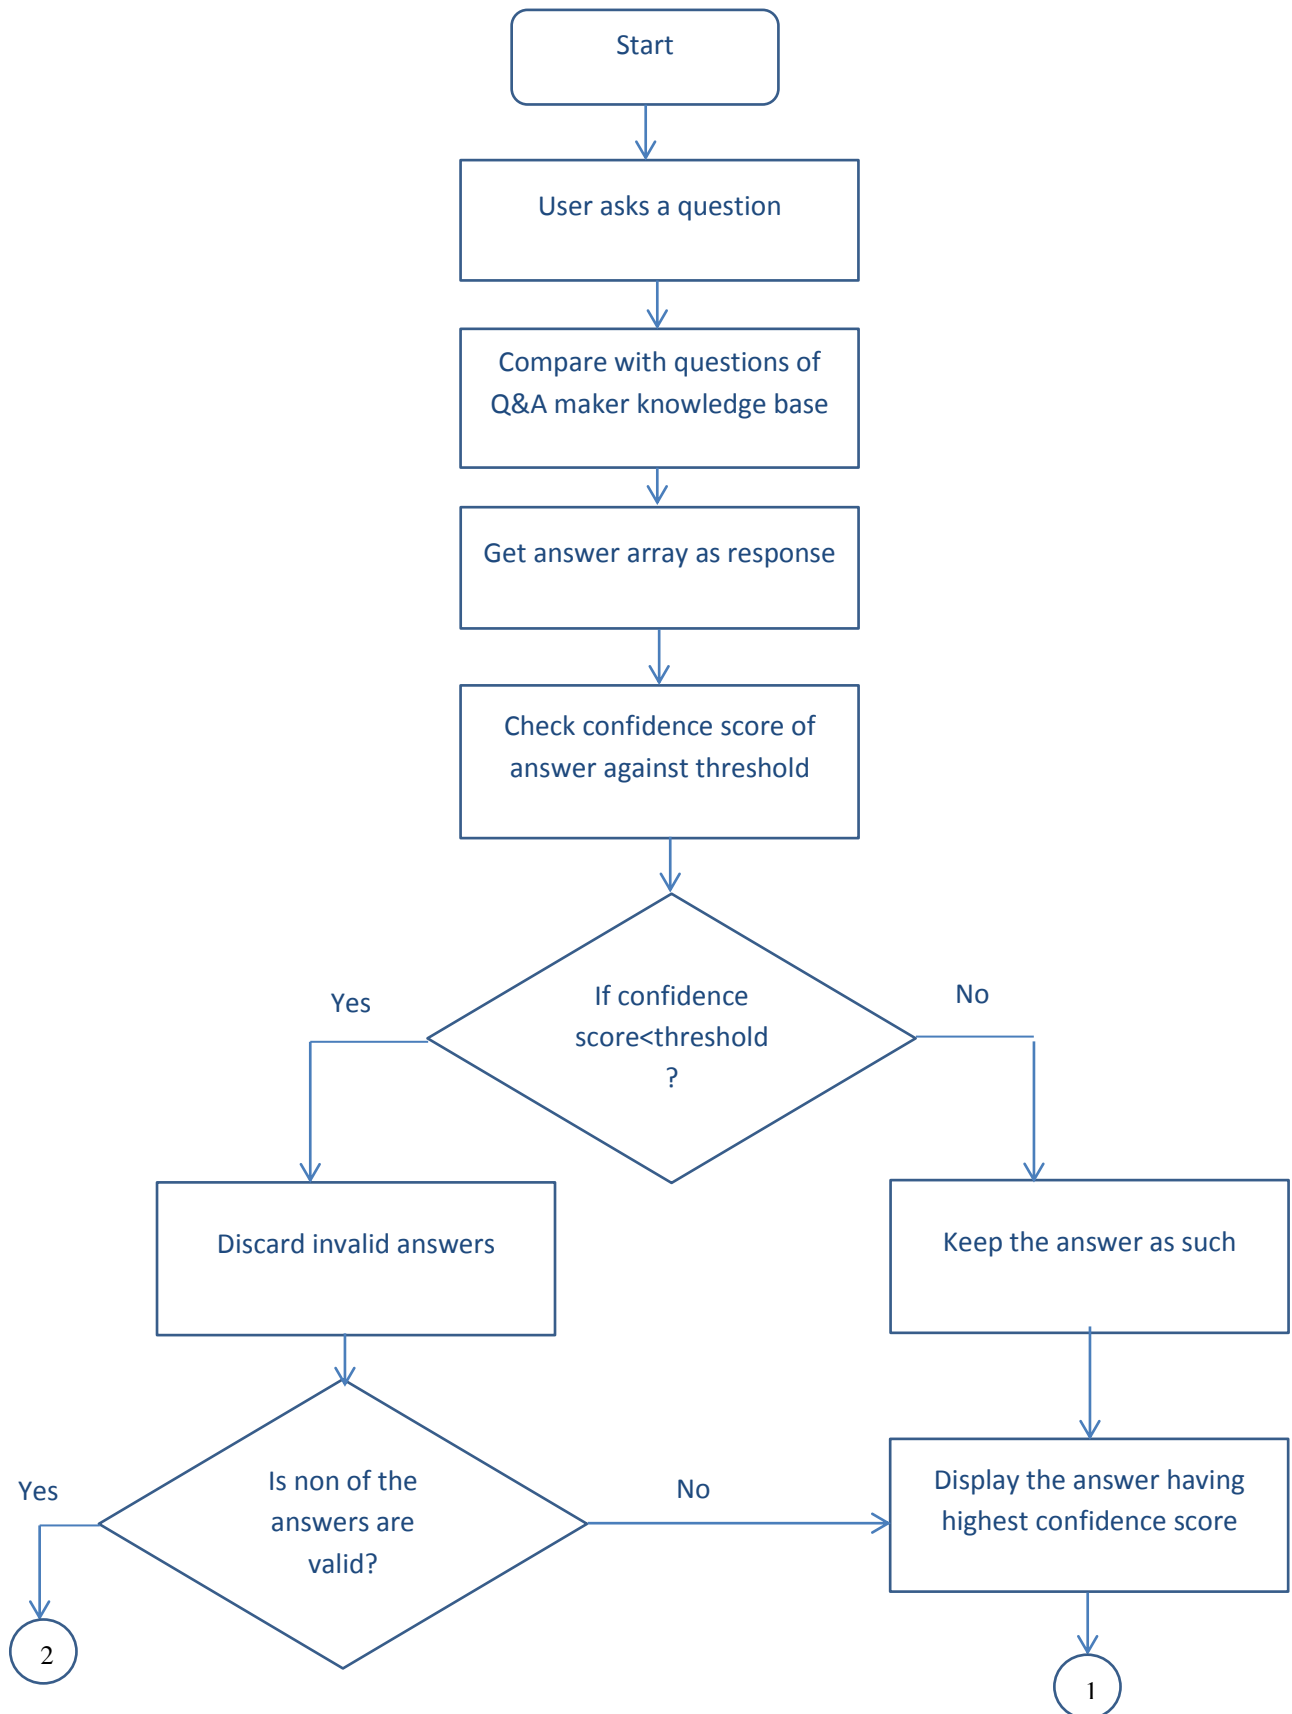 Start
User asks a question
Compare with questions of
Q&A maker knowledge base
Get answer array as response
Check confidence score of
answer against threshold
If confidence
score<threshold
?
Yes
No
Discard invalid answers
Keep the answer as such
Is non of the
answers are
valid?
Yes
No
Display the answer having
highest confidence score
2
1